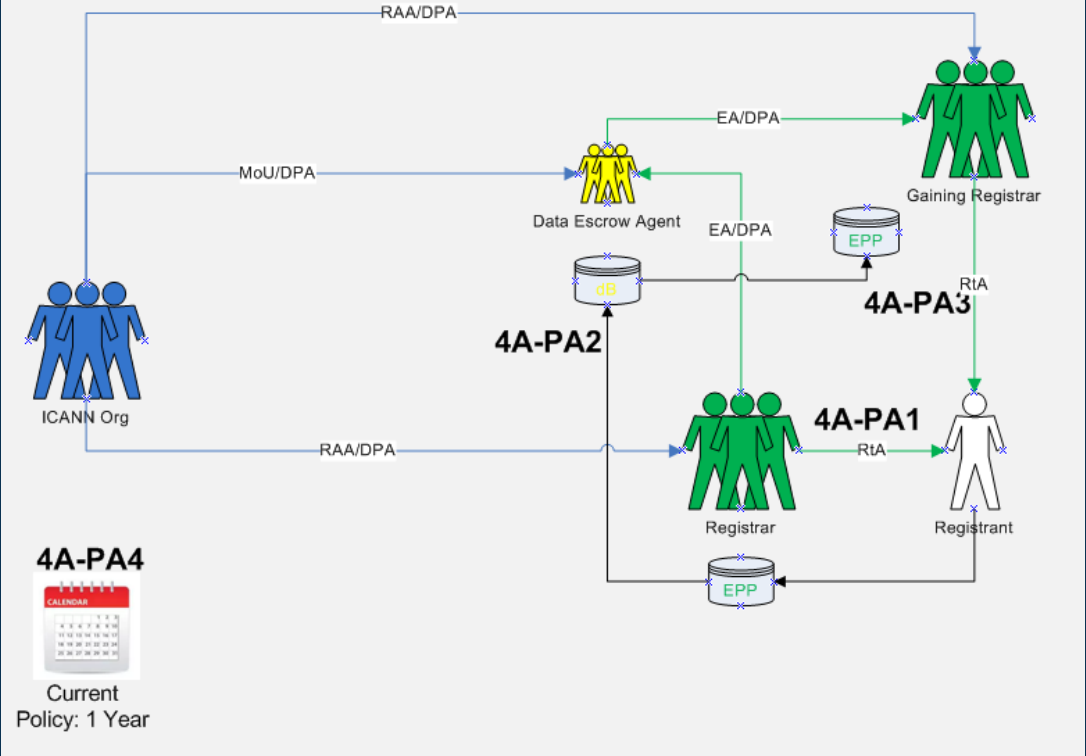 RAA/DPA
EA/DPA
MoU/DPA
Gaining Registrar
Data Escrow Agent
EA/DPA
EPP
dB
RtA
4A-PA3
4A-PA2
ICANN Org
4A-PA1
RAA/DPA
RtA
Registrar
Registrant
4A-PA4
EPP
CALENDAR
Current
Policy: 1 Year